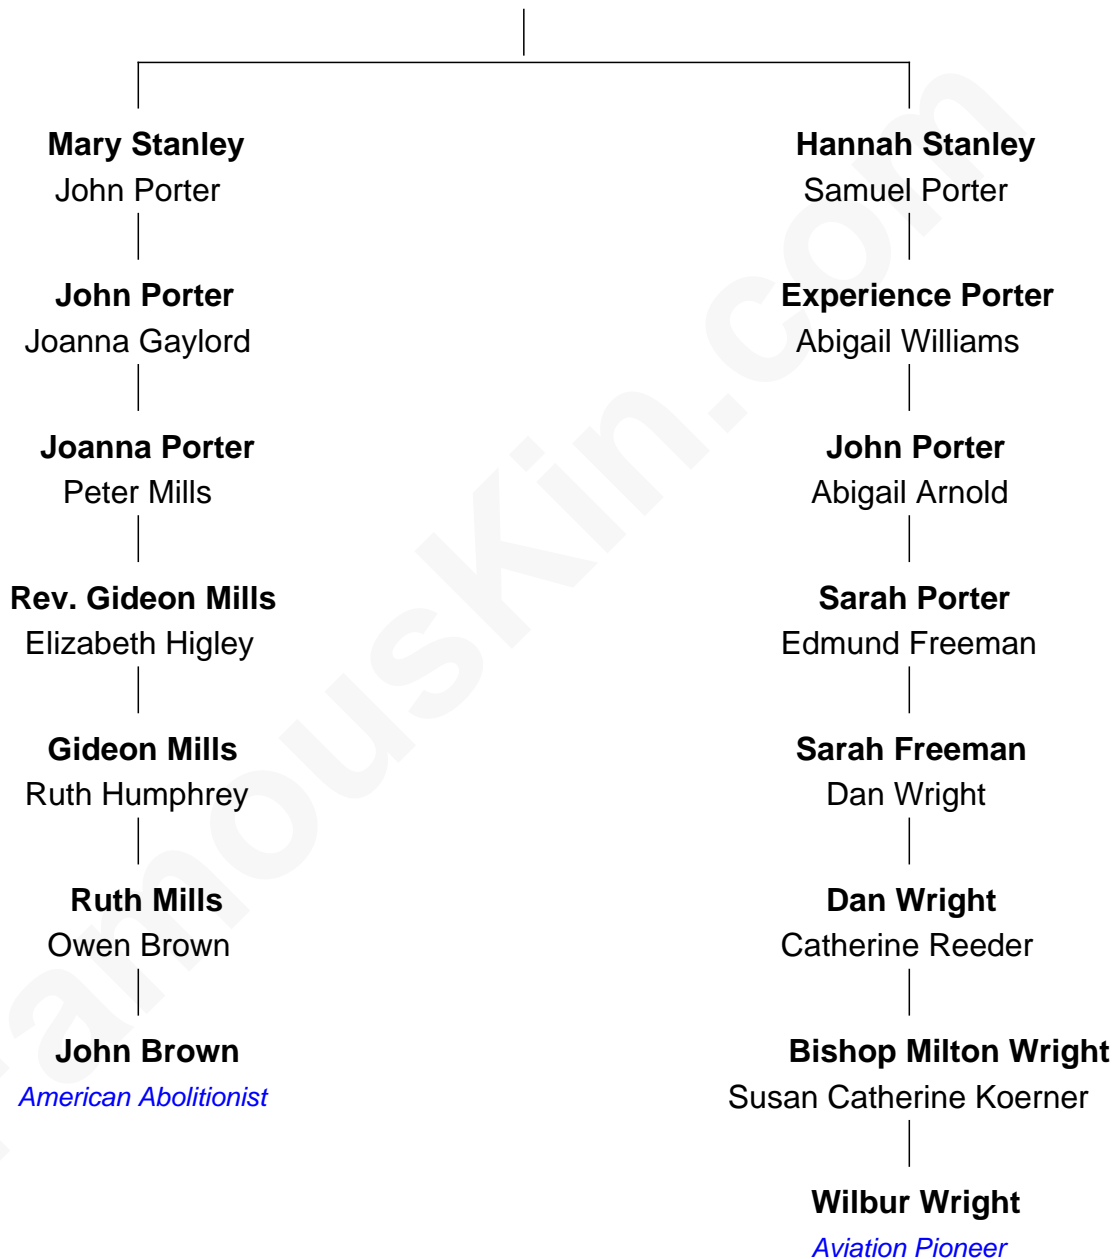 Mary Stanley
John Porter
John Porter
Joanna Gaylord
Joanna Porter
Peter Mills
Rev. Gideon Mills
Elizabeth Higley
Gideon Mills
Ruth Humphrey
Ruth Mills
Owen Brown
John Brown
American Abolitionist
Hannah Stanley
Samuel Porter
Experience Porter
Abigail Williams
John Porter
Abigail Arnold
Sarah Porter
Edmund Freeman
Sarah Freeman
Dan Wright
Dan Wright
Catherine Reeder
Bishop Milton Wright
Susan Catherine Koerner
Wilbur Wright
Aviation Pioneer
FamousKin.com